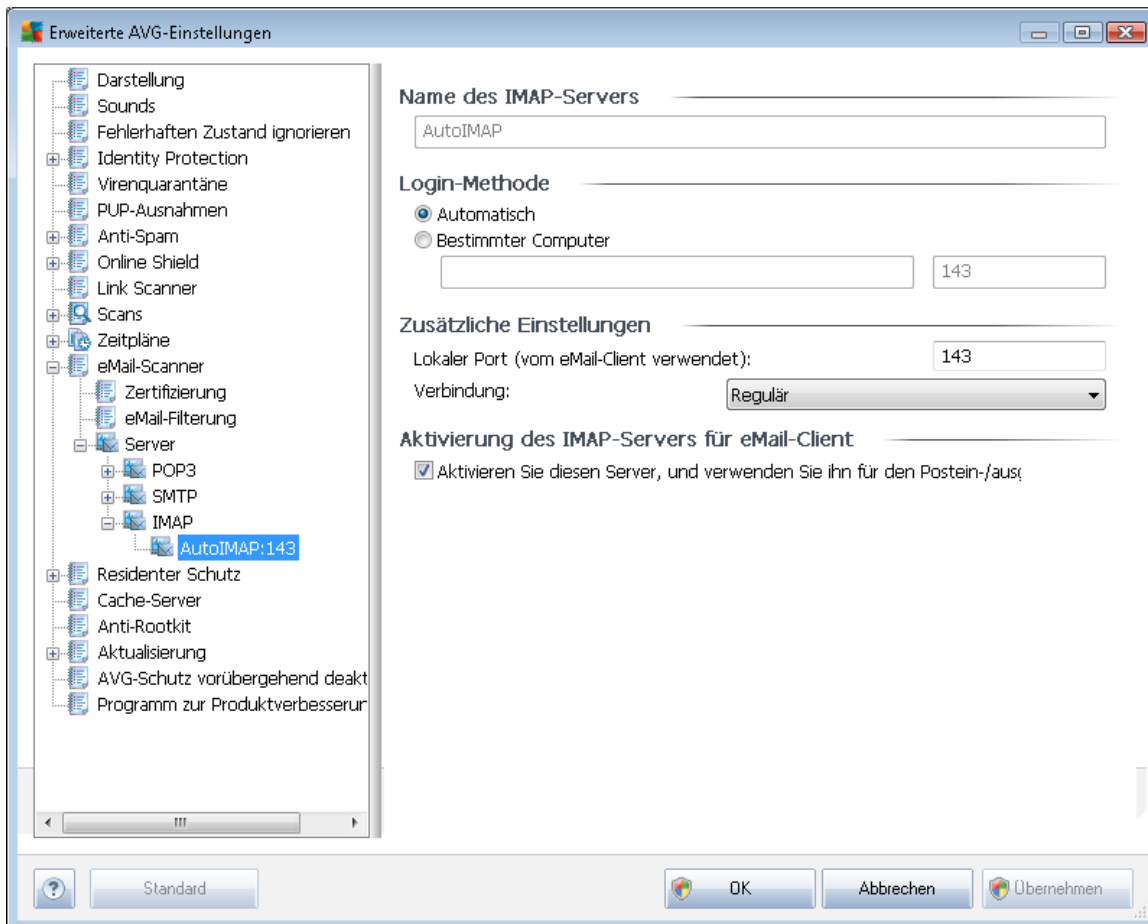 Erweiterte AVG-Einstellungen
Darstellung
Sounds
Fehlerhaften Zustand ignorieren
Identity Protection
Virenquarantäne
PUP-Ausnahmen
Anti-Spam
Online Shield
Link Scanner
Scans
Zeitpläne
eMail-Scanner
Zertifizierung
eMail-Filterung
Server
POP3
SMTP
IMAP
AutoIMAP:143
Residenter Schutz
Cache-Server
Anti-Rootkit
Aktualisierung
AVG-Schutz vorübergehend deakt
Programm zur Produktverbesserur
Name des IMAP-Servers
AutoIMAP
Login-Methode
Automatisch
Bestimmter Computer
143
Zusätzliche Einstellungen
Lokaler Port (vom eMail-Client verwendet):
143
Verbindung:
Regulär
Aktivierung des IMAP-Servers für eMail-Client
Aktivieren Sie diesen Server, und verwenden Sie ihn für den Postein-/ausg
?
Standard
OK
Abbrechen
Übernehmen